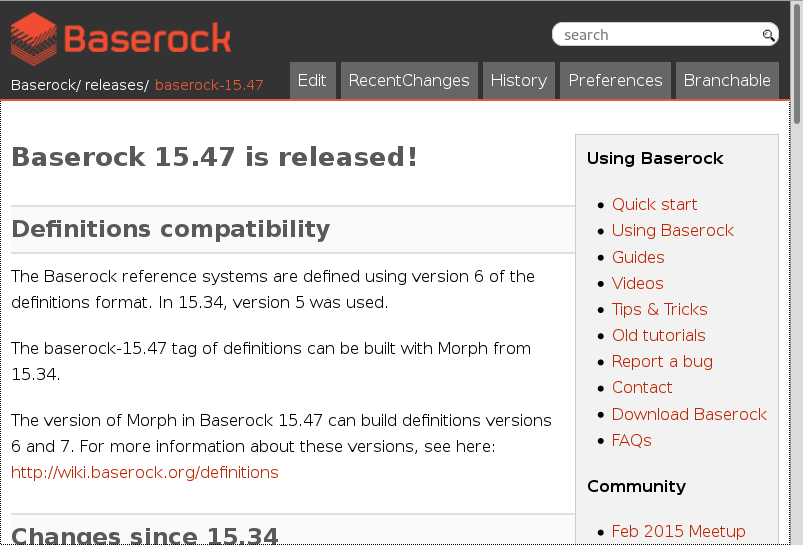 Baserock
search
Baserock/ releases/ baserock-15.47
Edit
RecentChanges
History
Preferences
Branchable
Baserock 15.47 is released!
Definitions compatibility
The Baserock reference systems are defined using version 6 of the
definitions format. In 15.34, version 5 was used.
The baserock-15.47 tag of definitions can be built with Morph from
15.34.
The version of Morph in Baserock 15.47 can build definitions versions
6 and 7. For more information about these versions, see here:
http://wiki.baserock.org/definitions
Changes since 15.34
Using Baserock
Quick start
Using Baserock
Guides
Videos
Tips & Tricks
Old tutorials
Report a bug
Contact
Download Baserock
FAQs
Community
Feb 2015 Meetup